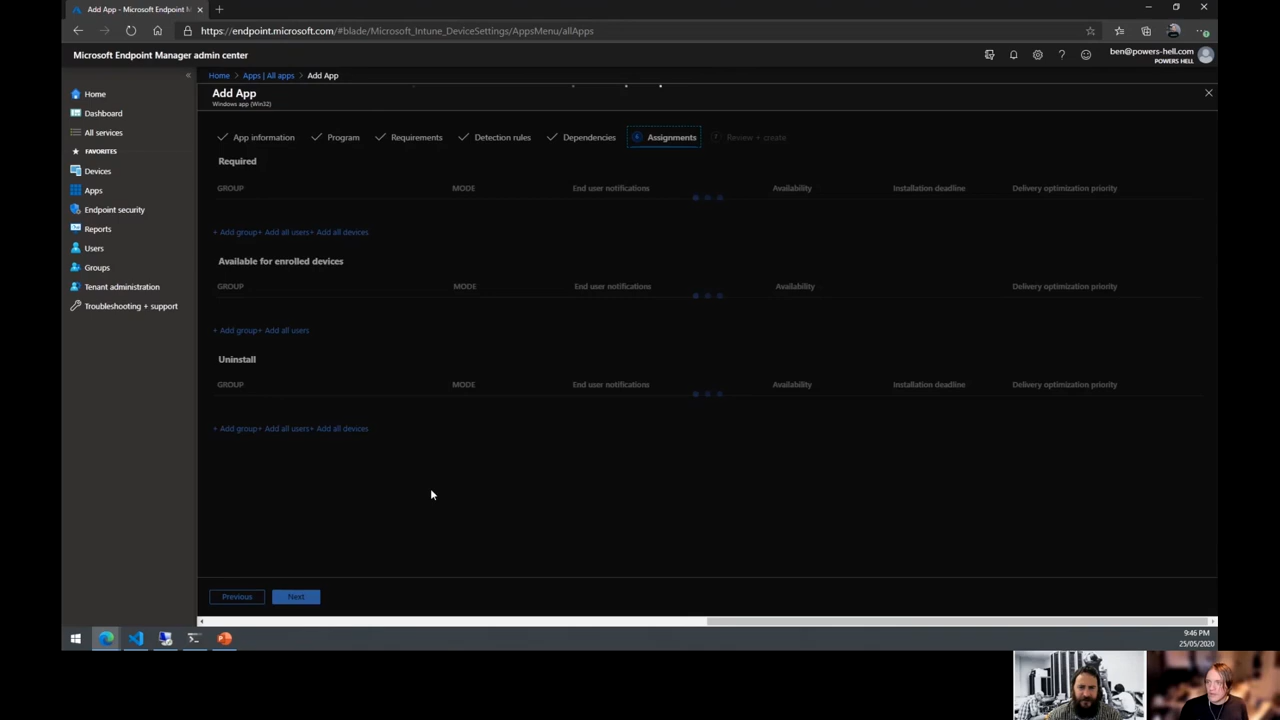 Add App - Microsoft Endpoint M
https://endpoint.microsoft.com/#blade/Microsoft_Intune_DeviceSettings/AppsMenu/allApps
Microsoft Endpoint Manager admin center
ben@powers-hell.com
POWERS HELL
Home
Dashboard
All services
FAVORITES
Devices
Apps
Endpoint security
Reports
Users
Groups
Tenant administration
Troubleshooting + support
Home > Apps | All apps > Add App
Add App
Windows app (Win32)
App information Program Requirements Detection rules Dependencies 6 Assignments 7 Review + create
Required
GROUP MODE End user notifications Availability Installation deadline Delivery optimization priority
+ Add group+ Add all users+ Add all devices
Available for enrolled devices
GROUP MODE End user notifications Availability Delivery optimization priority
+ Add group+ Add all users
Uninstall
GROUP MODE End user notifications Availability Installation deadline Delivery optimization priority
+ Add group+ Add all users+ Add all devices
Previous Next
9:46 PM
25/05/2020